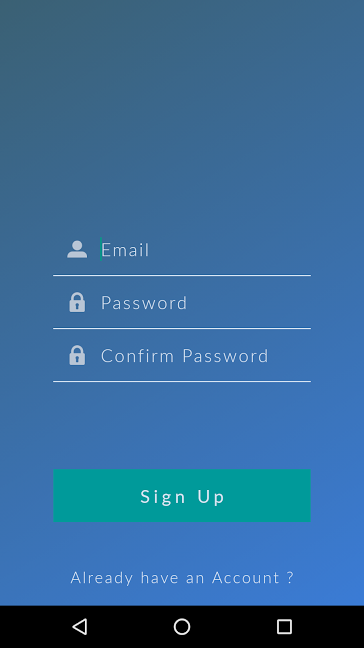 Email
Password
Confirm Password
Sign Up
Already have an Account ?